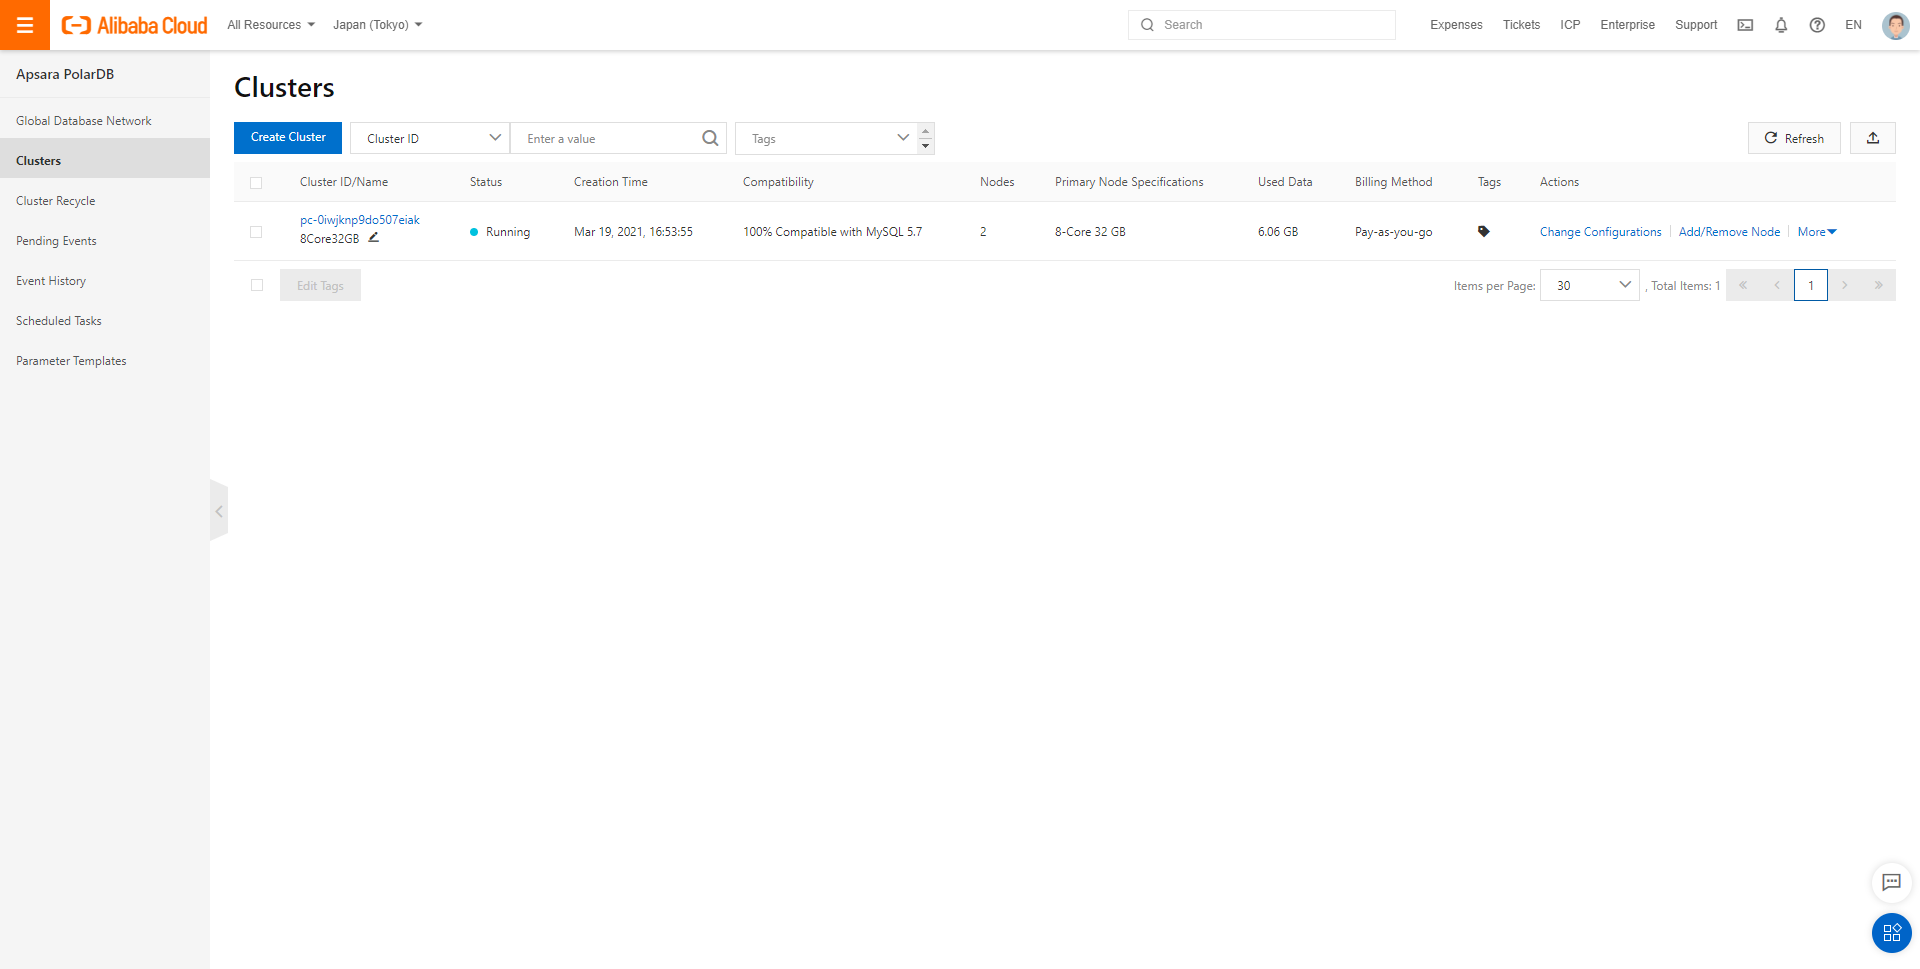 Alibaba Cloud All Resources Japan (Tokyo) Search Expenses Tickets ICP Enterprise Support EN
Apsara PolarDB
Global Database Network
Clusters
Cluster Recycle
Pending Events
Event History
Scheduled Tasks
Parameter Templates
Clusters
Create Cluster Cluster ID Enter a value Tags Refresh
Cluster ID/Name Status Creation Time Compatibility Nodes Primary Node Specifications Used Data Billing Method Tags Actions
pc-0iwjknp9do507eiak
8Core32GB
Running Mar 19, 2021, 16:53:55 100% Compatible with MySQL 5.7 2 8-Core 32 GB 6.06 GB Pay-as-you-go Change Configurations Add/Remove Node More
Edit Tags Items per Page: 30 , Total Items: 1 1